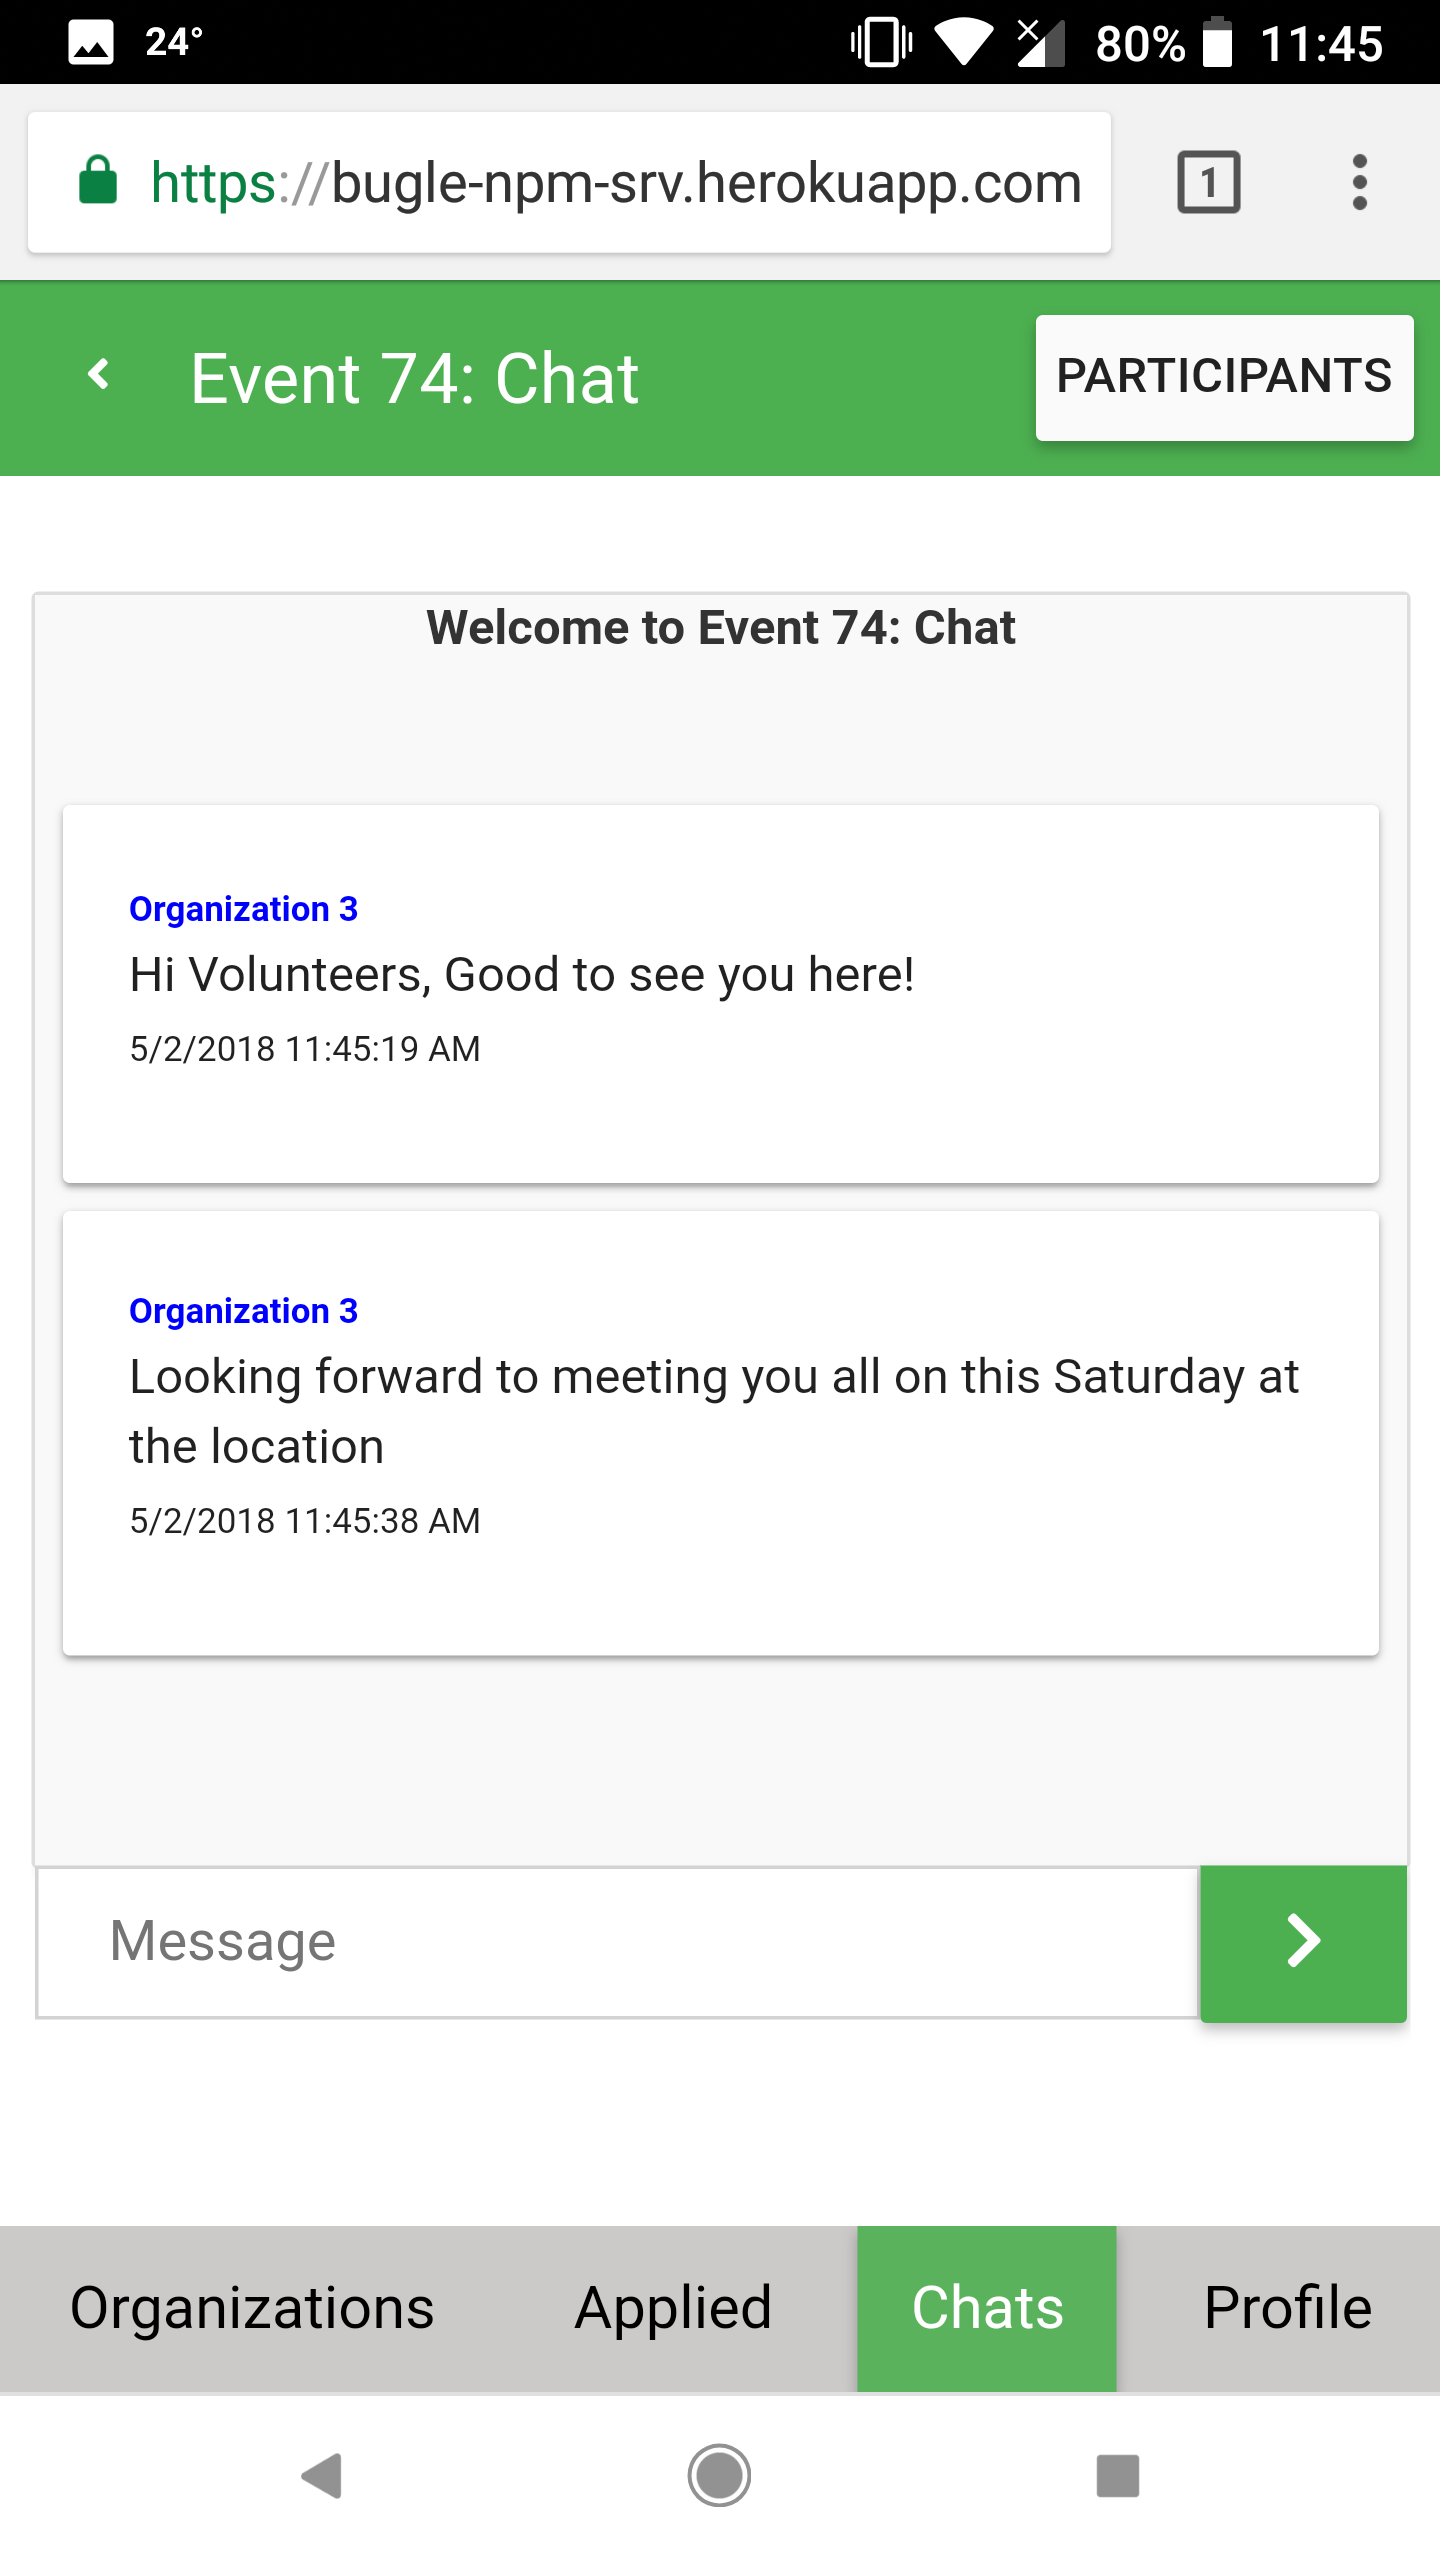 24°
80% 11:45
https://bugle-npm-srv.herokuapp.com
1
Event 74: Chat
PARTICIPANTS
Welcome to Event 74: Chat
Organization 3
Hi Volunteers, Good to see you here!
5/2/2018 11:45:19 AM
Organization 3
Looking forward to meeting you all on this Saturday at
the location
5/2/2018 11:45:38 AM
Message
Organizations Applied Chats Profile